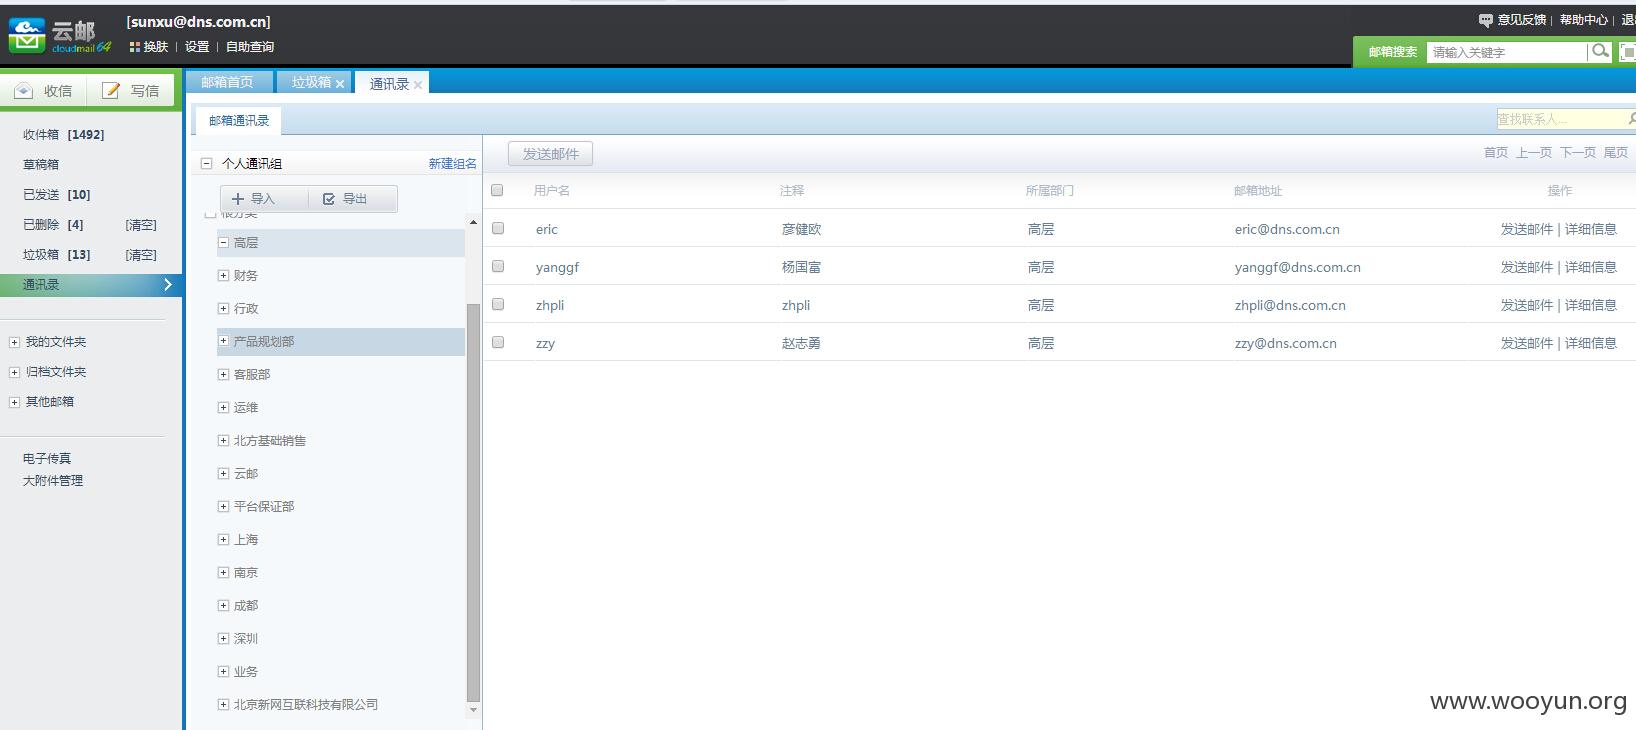 云邮
cloudmail 64
[sunxu@dns.com.cn]
换肤 | 设置 | 自助查询
意见反馈 | 帮助中心 |
邮箱搜索 请输入关键字
收信 写信
邮箱首页 垃圾箱 × 通讯录 ×
收件箱 [1492]
草稿箱
已发送 [10]
已删除 [4] [清空]
垃圾箱 [13] [清空]
通讯录
我的文件夹
归档文件夹
其他邮箱
电子传真
大附件管理
邮箱通讯录
查找联系人...
个人通讯组 新建组名
导入 导出
高层
财务
行政
产品规划部
客服部
运维
北方基础销售
云邮
平台保证部
上海
南京
成都
深圳
业务
北京新网互联科技有限公司
发送邮件
首页 上一页 下一页 尾页
用户名 注释 所属部门 邮箱地址 操作
eric 彦健欧 高层 eric@dns.com.cn 发送邮件 | 详细信息
yanggf 杨国富 高层 yanggf@dns.com.cn 发送邮件 | 详细信息
zhpli zhpli 高层 zhpli@dns.com.cn 发送邮件 | 详细信息
zzy 赵志勇 高层 zzy@dns.com.cn 发送邮件 | 详细信息
www.wooyun.org